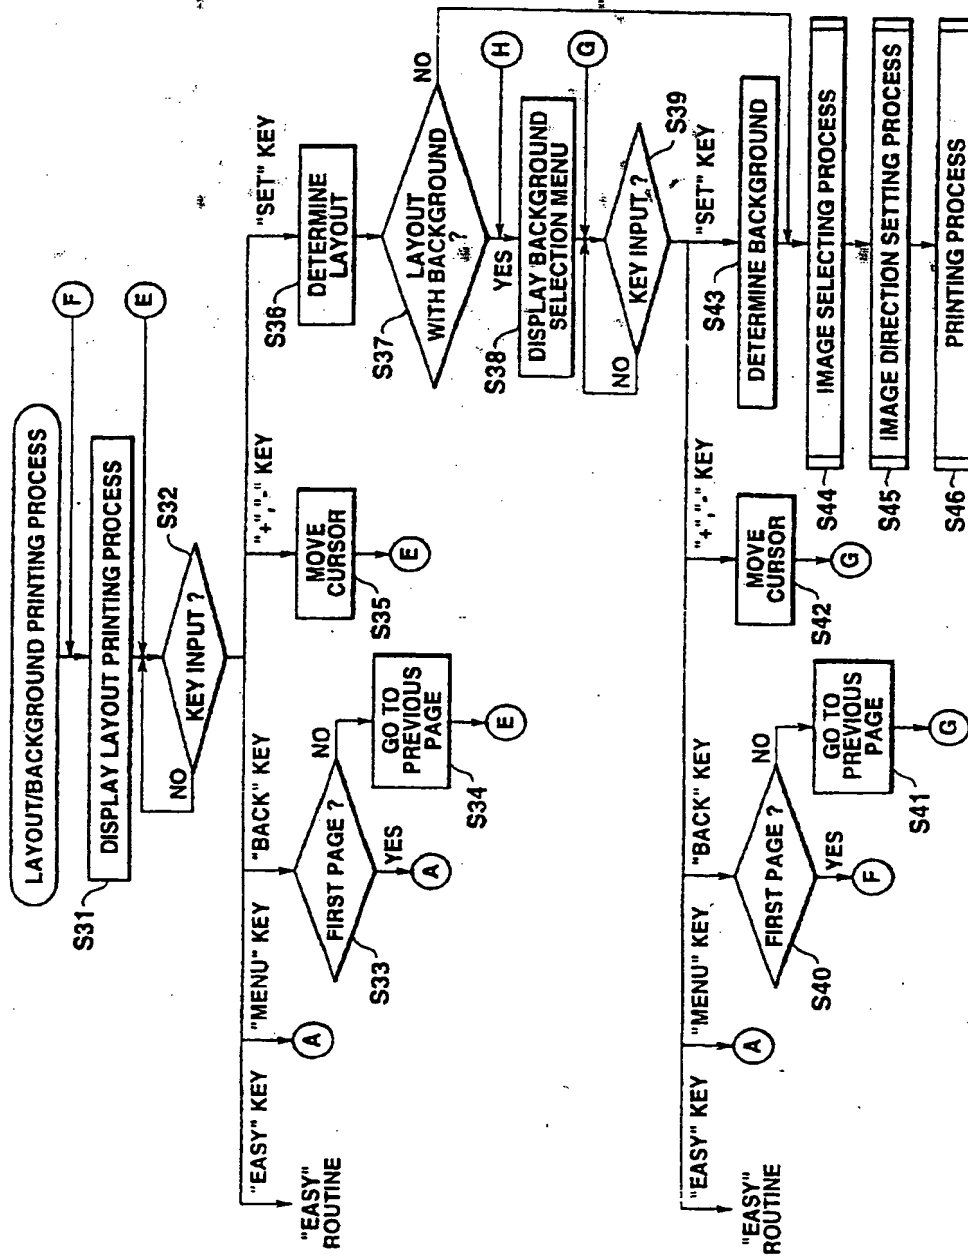 LAYOUT/BACKGROUND PRINTING PROCESS
F
S31
DISPLAY LAYOUT PRINTING PROCESS
E
S32
KEY INPUT ?
NO
"EASY" KEY
"MENU" KEY
"BACK" KEY
"+","-" KEY
"SET" KEY
"EASY"
ROUTINE
A
S33
FIRST PAGE ?
NO
YES
A
S34
GO TO
PREVIOUS
PAGE
E
S35
MOVE
CURSOR
E
S36
DETERMINE
LAYOUT
S37
LAYOUT
WITH BACKGROUND
?
NO
YES
H
S38
DISPLAY BACKGROUND
SELECTION MENU
G
S39
KEY INPUT ?
NO
"EASY" KEY
"MENU" KEY
"BACK" KEY
"+","-" KEY
"SET" KEY
"EASY"
ROUTINE
A
S40
FIRST PAGE ?
NO
YES
F
S41
GO TO
PREVIOUS
PAGE
G
S42
MOVE
CURSOR
G
S43
DETERMINE BACKGROUND
S44
IMAGE SELECTING PROCESS
S45
IMAGE DIRECTION SETTING PROCESS
S46
PRINTING PROCESS